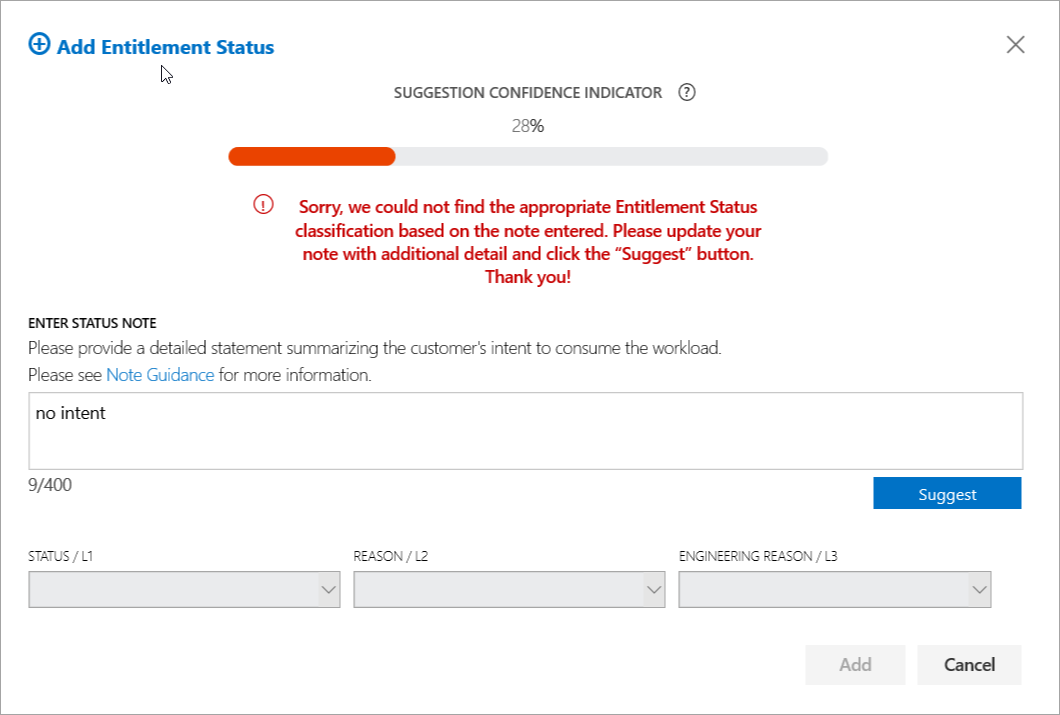 Add Entitlement Status
SUGGESTION CONFIDENCE INDICATOR ?
28%
! Sorry, we could not find the appropriate Entitlement Status
classification based on the note entered. Please update your
note with additional detail and click the “Suggest” button.
Thank you!
ENTER STATUS NOTE
Please provide a detailed statement summarizing the customer's intent to consume the workload.
Please see Note Guidance for more information.
no intent
9/400
Suggest
STATUS / L1 REASON / L2 ENGINEERING REASON / L3
Add Cancel